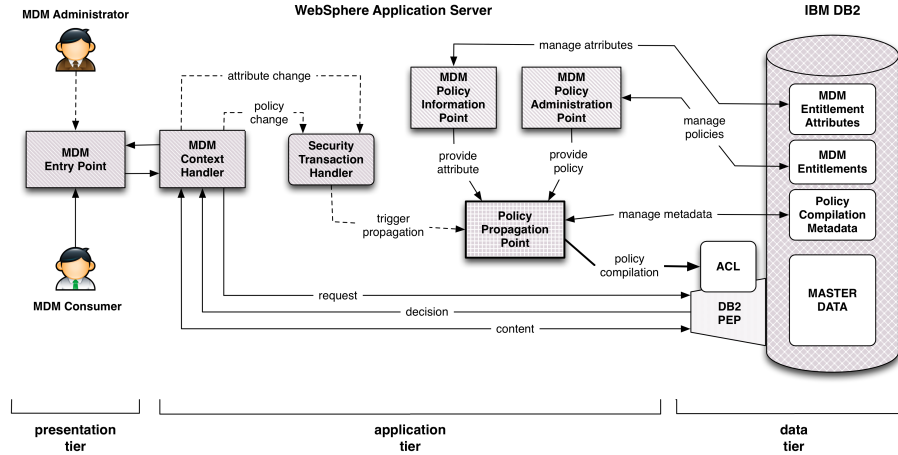 MDM Administrator
WebSphere Application Server
IBM DB2
manage atrributes
attribute change
MDM
Policy
Information
Point
MDM
Policy
Administration
Point
MDM
Entitlement
Attributes
policy
change
manage
policies
MDM
Entry Point
MDM
Context
Handler
Security
Transaction
Handler
provide
attribute
provide
policy
MDM
Entitlements
trigger
propagation
Policy
Propagation
Point
manage metadata
Policy
Compilation
Metadata
policy
compilation
ACL
MDM Consumer
request
decision
content
DB2
PEP
MASTER
DATA
presentation
tier
application
tier
data
tier